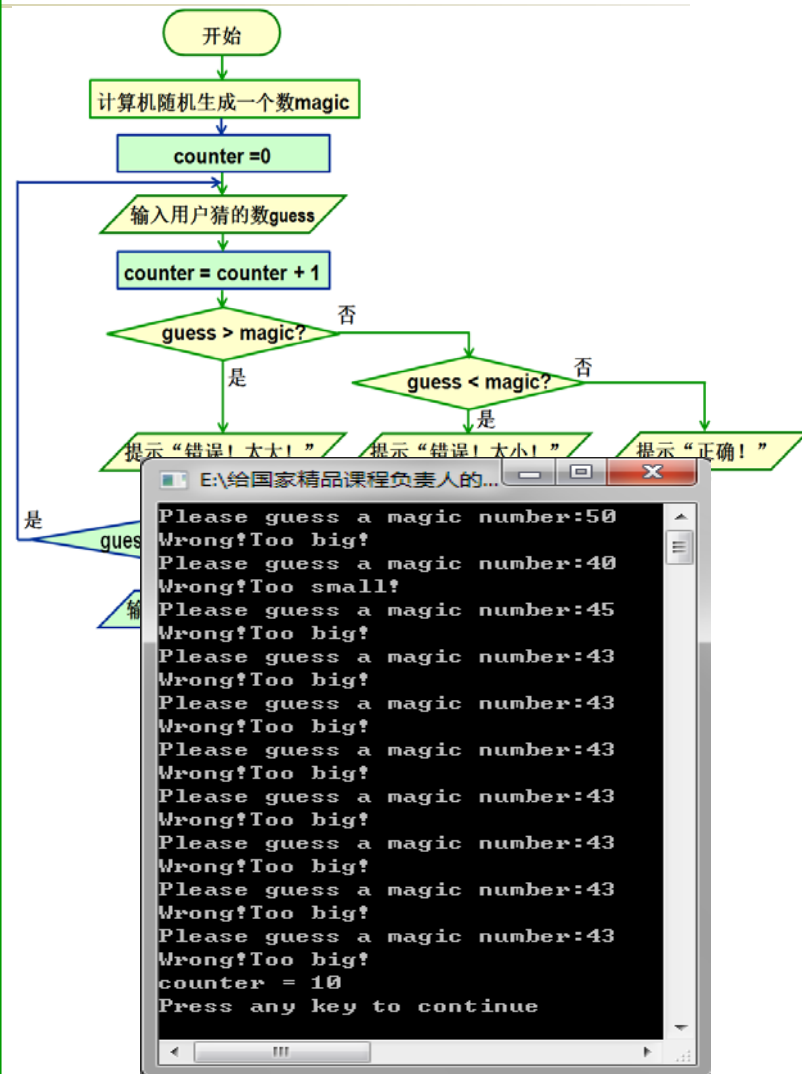 开始
计算机随机生成一个数magic
counter =0
输入用户猜的数guess
counter = counter + 1
guess > magic?
否
是
guess < magic?
否
是
提示“错误！太大！”
提示“错误！太小！”
提示“正确！”
是
gues
输
E:\给国家精品课程负责人的...
Please guess a magic number:50
Wrong!Too big!
Please guess a magic number:40
Wrong!Too small!
Please guess a magic number:45
Wrong!Too big!
Please guess a magic number:43
Wrong!Too big!
Please guess a magic number:43
Wrong!Too big!
Please guess a magic number:43
Wrong!Too big!
Please guess a magic number:43
Wrong!Too big!
Please guess a magic number:43
Wrong!Too big!
Please guess a magic number:43
Wrong!Too big!
Please guess a magic number:43
Wrong!Too big!
counter = 10
Press any key to continue